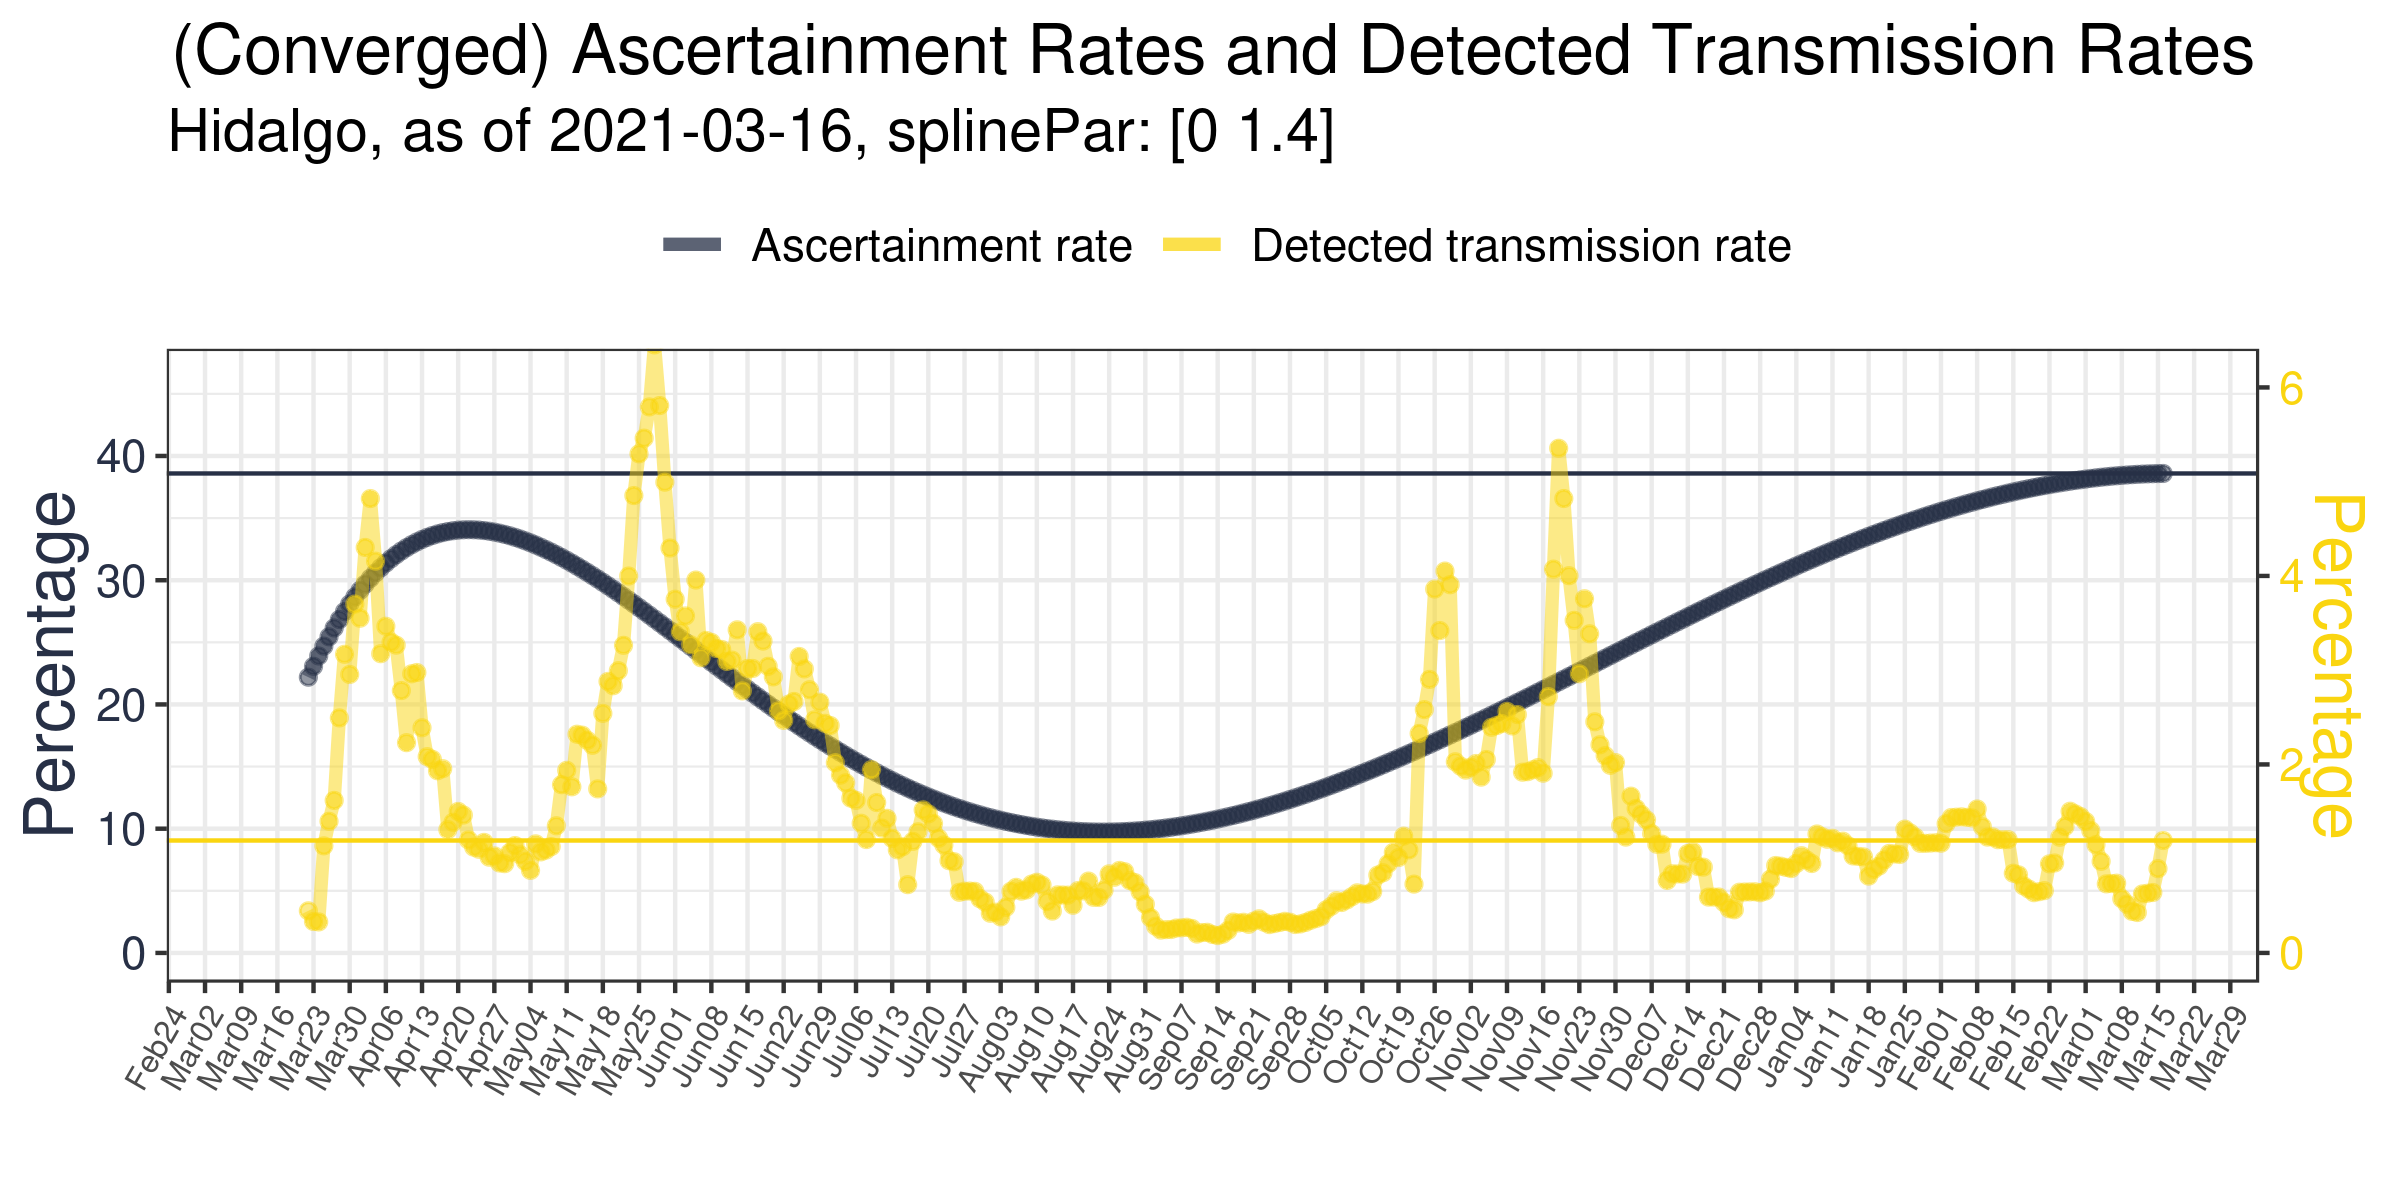 (Converged) Ascertainment Rates and Detected Transmission Rates
Hidalgo, as of 2021-03-16, splinePar: [0 1.4]
Ascertainment rate Detected transmission rate
Percentage
40
30
20
10
0
6
4
2
0
Percentage
Feb24 Mar02 Mar09 Mar16 Mar23 Mar30 Apr06 Apr13 Apr20 Apr27 May04 May11 May18 May25 Jun01 Jun08 Jun15 Jun22 Jun29 Jul06 Jul13 Jul20 Jul27 Aug03 Aug10 Aug17 Aug24 Aug31 Sep07 Sep14 Sep21 Sep28 Oct05 Oct12 Oct19 Oct26 Nov02 Nov09 Nov16 Nov23 Nov30 Dec07 Dec14 Dec21 Dec28 Jan04 Jan11 Jan18 Jan25 Feb01 Feb08 Feb15 Feb22 Mar01 Mar08 Mar15 Mar22 Mar29